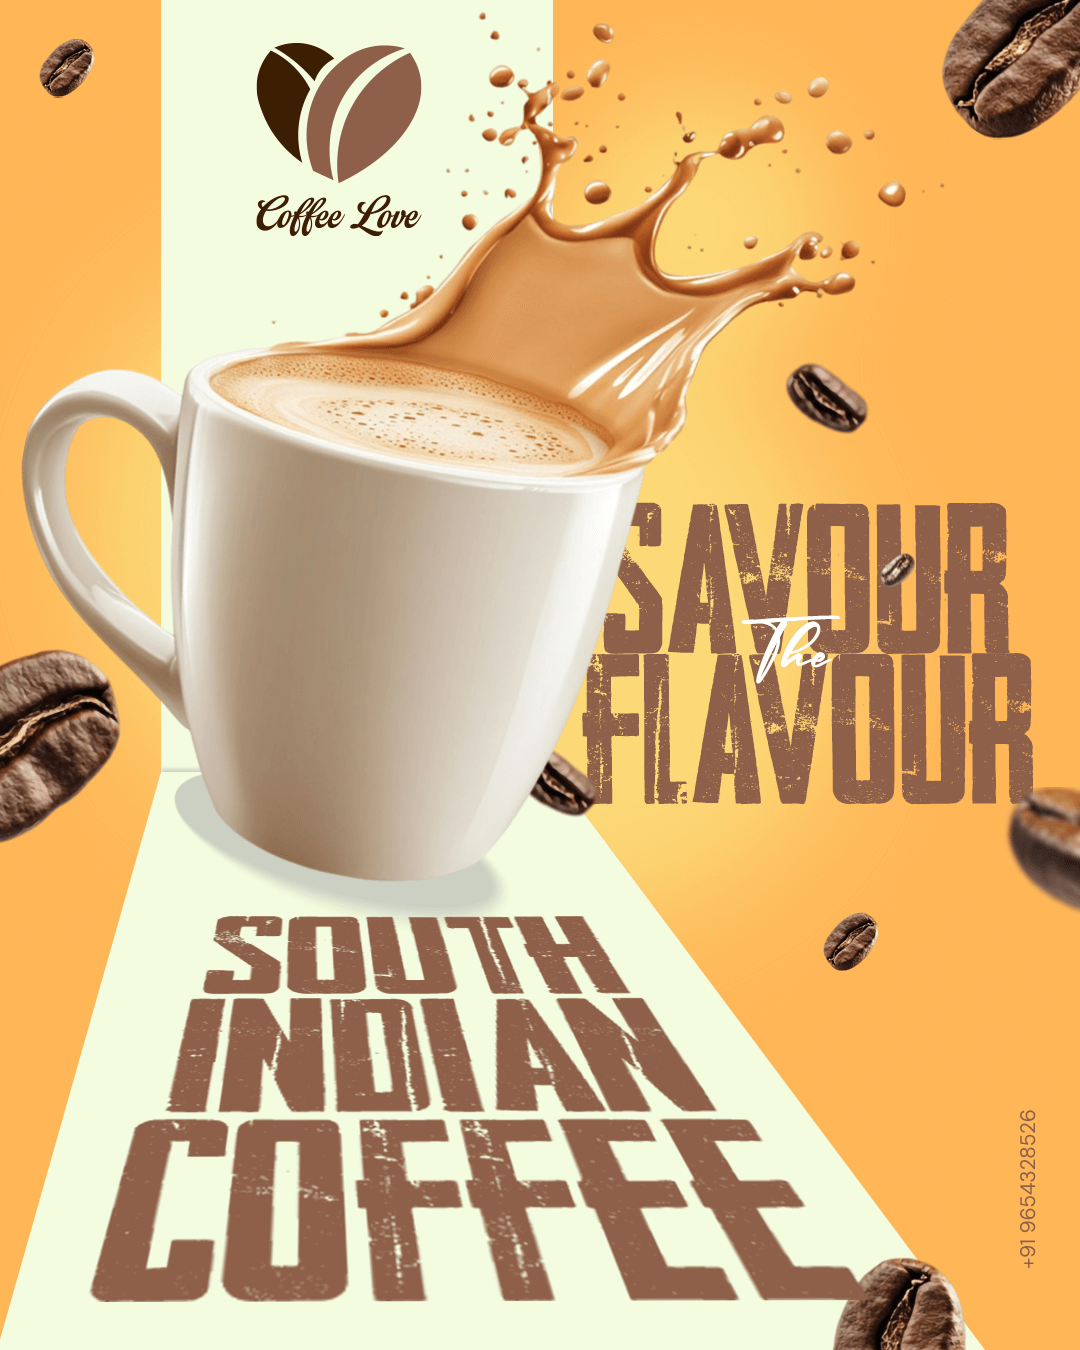 Coffee Love
SAVOUR
The
FLAVOUR
SOUTH
INDIAN
COFFEE
+91 9654328526